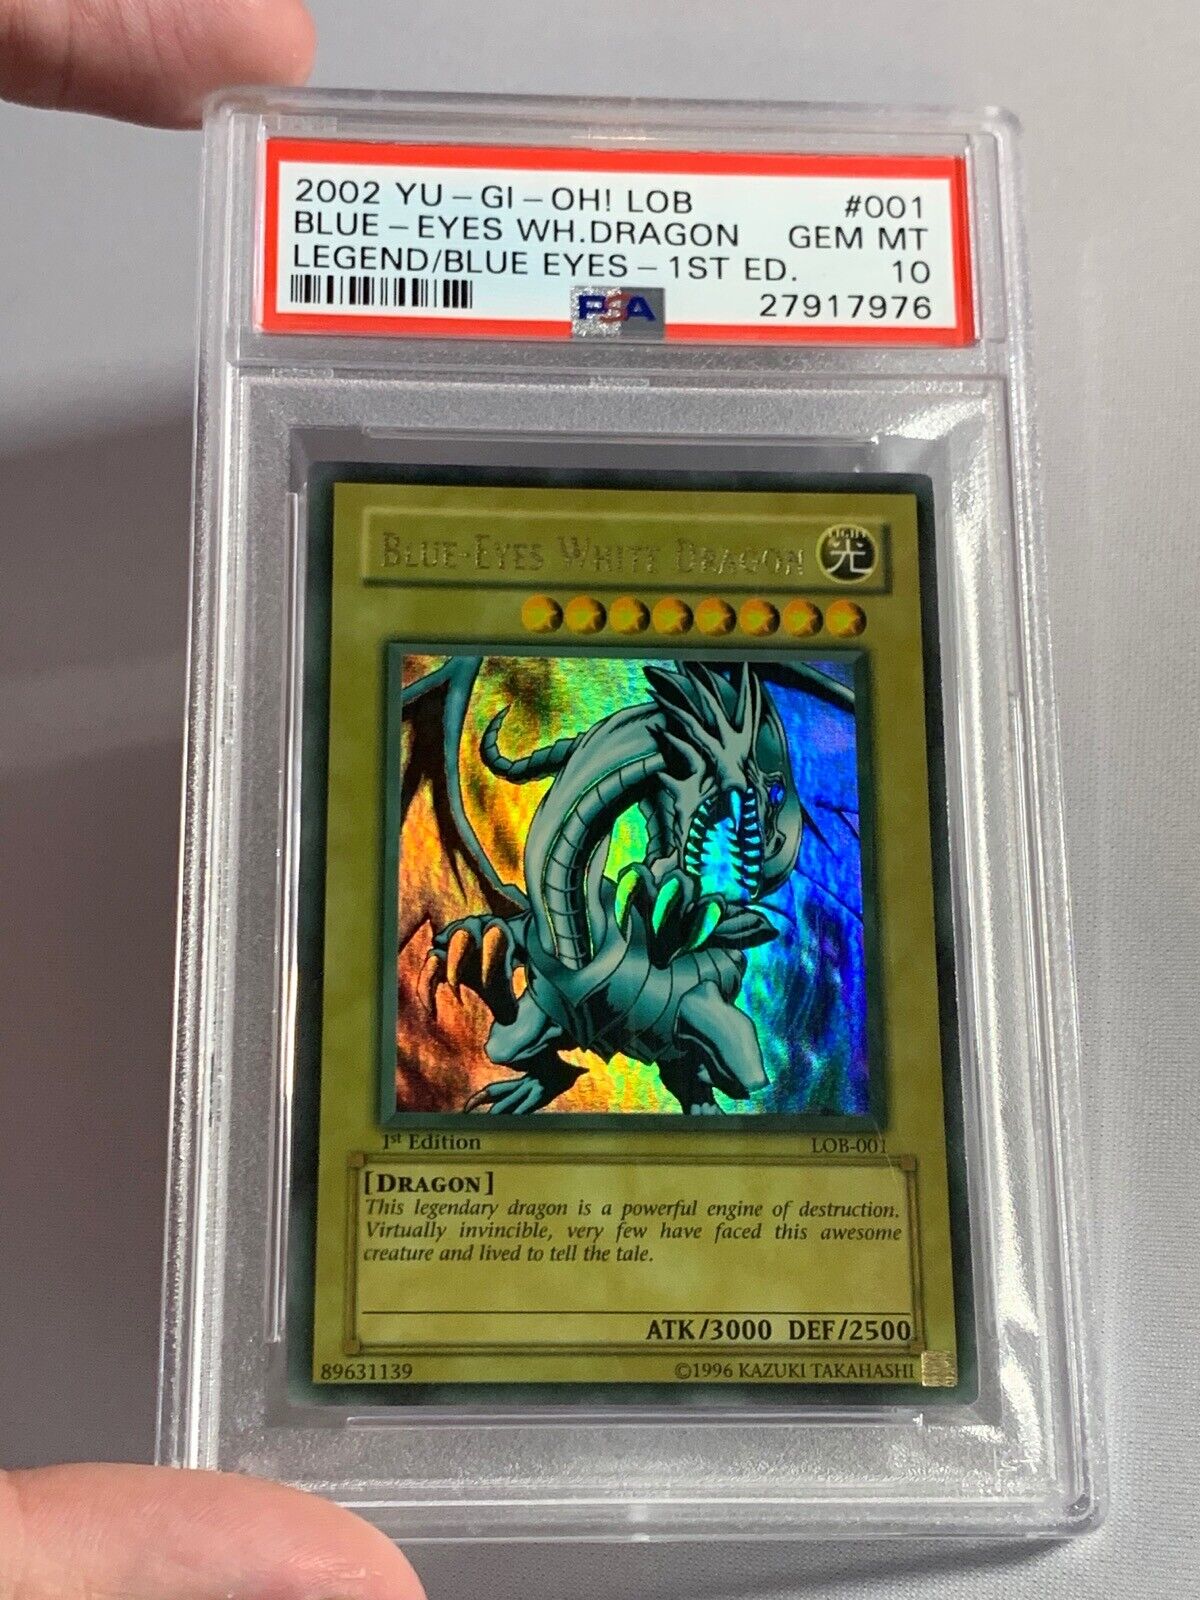 2002 YU-GI-OH! LOB #001
BLUE-EYES WH.DRAGON GEM MT
LEGEND/BLUE EYES-1ST ED. 10
PSA 27917976
BLUE-EYES WHITE DRAGON
LIGHT
光
1st Edition LOB-001
[DRAGON]
This legendary dragon is a powerful engine of destruction.
Virtually invincible, very few have faced this awesome
creature and lived to tell the tale.
ATK/3000 DEF/2500
89631139 ©1996 KAZUKI TAKAHASHI